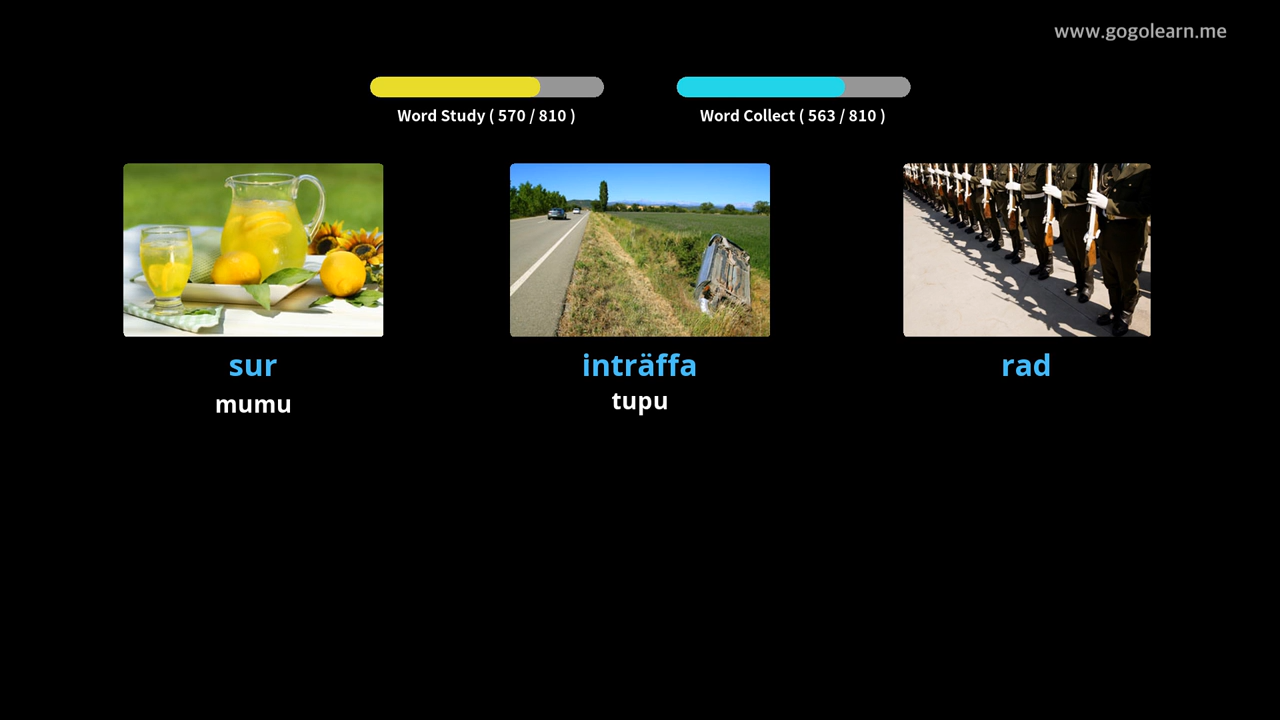 www.gogolearn.me
Word Study ( 570 / 810 )
Word Collect ( 563 / 810 )
sur
mumu
inträffa
tupu
rad